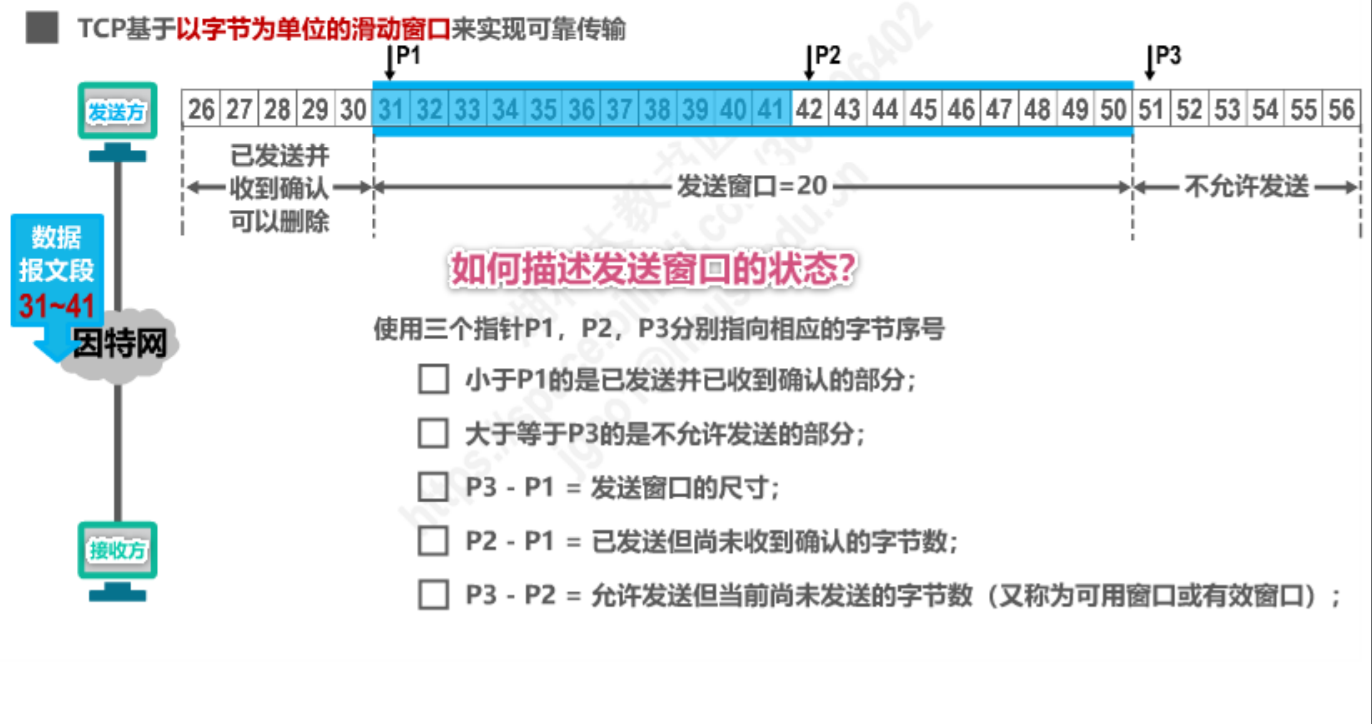 TCP基于以字节为单位的滑动窗口来实现可靠传输
P1 P2 P3
发送方
26 27 28 29 30 31 32 33 34 35 36 37 38 39 40 41 42 43 44 45 46 47 48 49 50 51 52 53 54 55 56
已发送并
收到确认
可以删除
发送窗口=20
不允许发送
数据
报文段
31~41
因特网
接收方
如何描述发送窗口的状态？
使用三个指针P1，P2，P3分别指向相应的字节序号
小于P1的是已发送并已收到确认的部分；
大于等于P3的是不允许发送的部分；
P3 - P1 = 发送窗口的尺寸；
P2 - P1 = 已发送但尚未收到确认的字节数；
P3 - P2 = 允许发送但当前尚未发送的字节数（又称为可用窗口或有效窗口）；